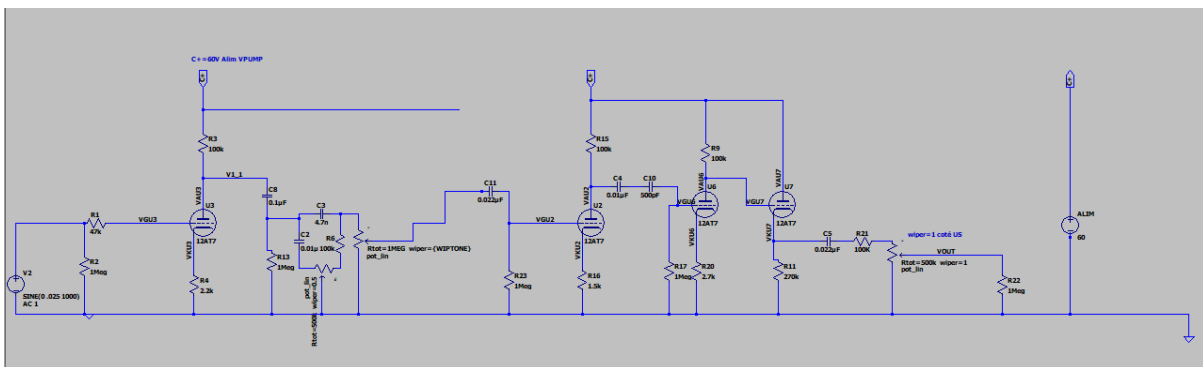 C+=60V Alim VPUMP
C+
C+
C+
R3
100k
R15
100k
R9
100k
V1_1
C8
0.1µF
VAU3
U3
12AT7
R1
47k
VGU3
VKU3
R2
1Meg
V2
SINE(0 .025 1000)
AC 1
R4
2.2k
R13
1Meg
C3
4.7n
C2
0.01µ
R6
100k
pot_lin
Rtot=500k wiper=0.5
Rtot=1MEG wiper={WIPTONE}
pot_lin
C11
0.022µF
VGU2
R23
1Meg
VAU2
U2
12AT7
VKU2
R16
1.5k
C4
0.01µF
C10
500pF
VGU6
VAU6
U6
12AT7
VKU6
R17
1Meg
R20
2.7k
VGU7
VAU7
U7
12AT7
VKU7
R11
270k
C5
0.022µF
R21
100K
wiper=1 coté US
VOUT
Rtot=500k wiper=1
pot_lin
R22
1Meg
ALIM
60